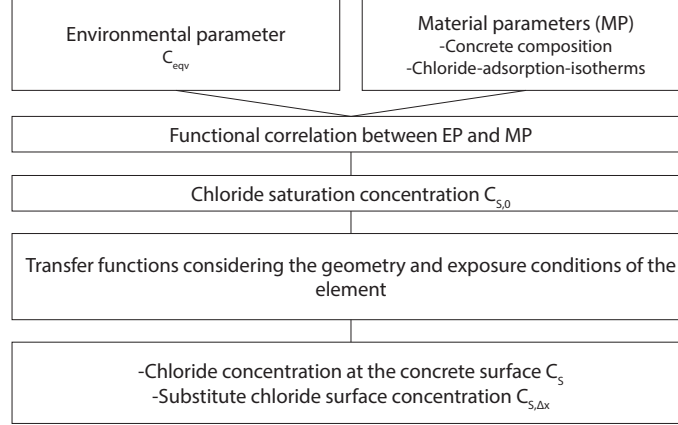 Environmental parameter
C_eqv
Material parameters (MP)
-Concrete composition
-Chloride-adsorption-isotherms
Functional correlation between EP and MP
Chloride saturation concentration C_S,0
Transfer functions considering the geometry and exposure conditions of the
element
-Chloride concentration at the concrete surface C_S
-Substitute chloride surface concentration C_S,Δx